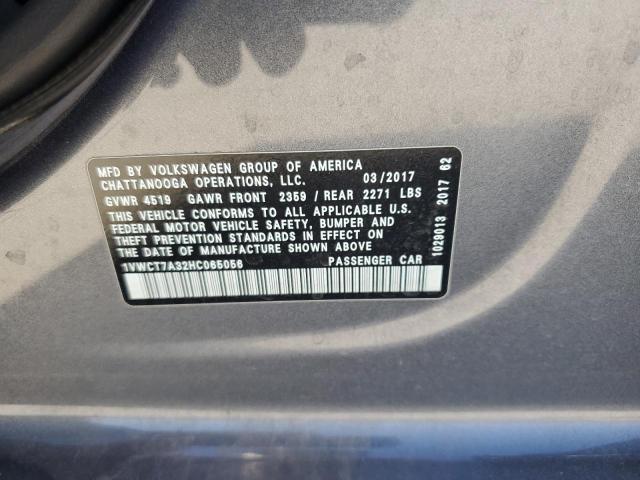 MFD BY VOLKSWAGEN GROUP OF AMERICA
CHATTANOOGA OPERATIONS, LLC. 03/2017
GVWR 4519 GAWR FRONT 2359 / REAR 2271 LBS
THIS VEHICLE CONFORMS TO ALL APPLICABLE U.S.
FEDERAL MOTOR VEHICLE SAFETY, BUMPER AND
THEFT PREVENTION STANDARDS IN EFFECT ON
THE DATE OF MANUFACTURE SHOWN ABOVE
1VWCT7A32HC065056 PASSENGER CAR
1029013 2017 62